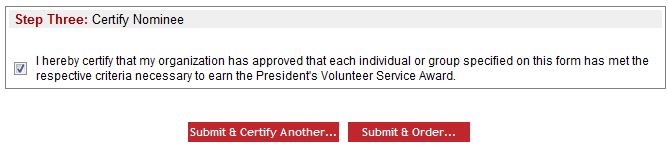 Step Three: Certify Nominee
I hereby certify that my organization has approved that each individual or group specified on this form has met the
respective criteria necessary to earn the President's Volunteer Service Award.
Submit & Certify Another... Submit & Order...